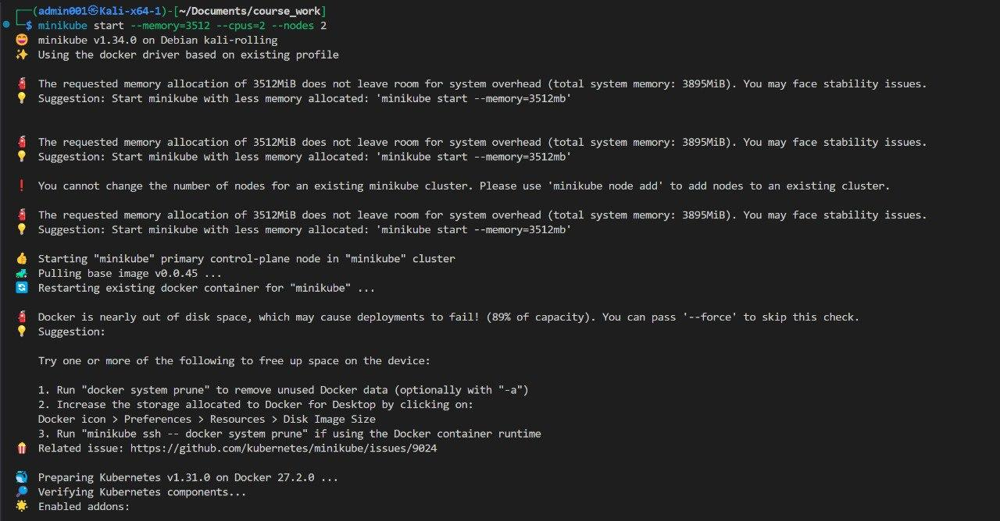 ┌──(admin001㉿Kali-x64-1)-[~/Documents/course_work]
└─$ minikube start --memory=3512 --cpus=2 --nodes 2
😄 minikube v1.34.0 on Debian kali-rolling
✨ Using the docker driver based on existing profile
🧯 The requested memory allocation of 3512MiB does not leave room for system overhead (total system memory: 3895MiB). You may face stability issues.
💡 Suggestion: Start minikube with less memory allocated: 'minikube start --memory=3512mb'
🧯 The requested memory allocation of 3512MiB does not leave room for system overhead (total system memory: 3895MiB). You may face stability issues.
💡 Suggestion: Start minikube with less memory allocated: 'minikube start --memory=3512mb'
❗ You cannot change the number of nodes for an existing minikube cluster. Please use 'minikube node add' to add nodes to an existing cluster.
🧯 The requested memory allocation of 3512MiB does not leave room for system overhead (total system memory: 3895MiB). You may face stability issues.
💡 Suggestion: Start minikube with less memory allocated: 'minikube start --memory=3512mb'
👍 Starting "minikube" primary control-plane node in "minikube" cluster
🚜 Pulling base image v0.0.45 ...
🔄 Restarting existing docker container for "minikube" ...
🧯 Docker is nearly out of disk space, which may cause deployments to fail! (89% of capacity). You can pass '--force' to skip this check.
💡 Suggestion:
Try one or more of the following to free up space on the device:
1. Run "docker system prune" to remove unused Docker data (optionally with "-a")
2. Increase the storage allocated to Docker for Desktop by clicking on:
Docker icon > Preferences > Resources > Disk Image Size
3. Run "minikube ssh -- docker system prune" if using the Docker container runtime
🍿 Related issue: https://github.com/kubernetes/minikube/issues/9024
🐳 Preparing Kubernetes v1.31.0 on Docker 27.2.0 ...
🔎 Verifying Kubernetes components...
🌟 Enabled addons: